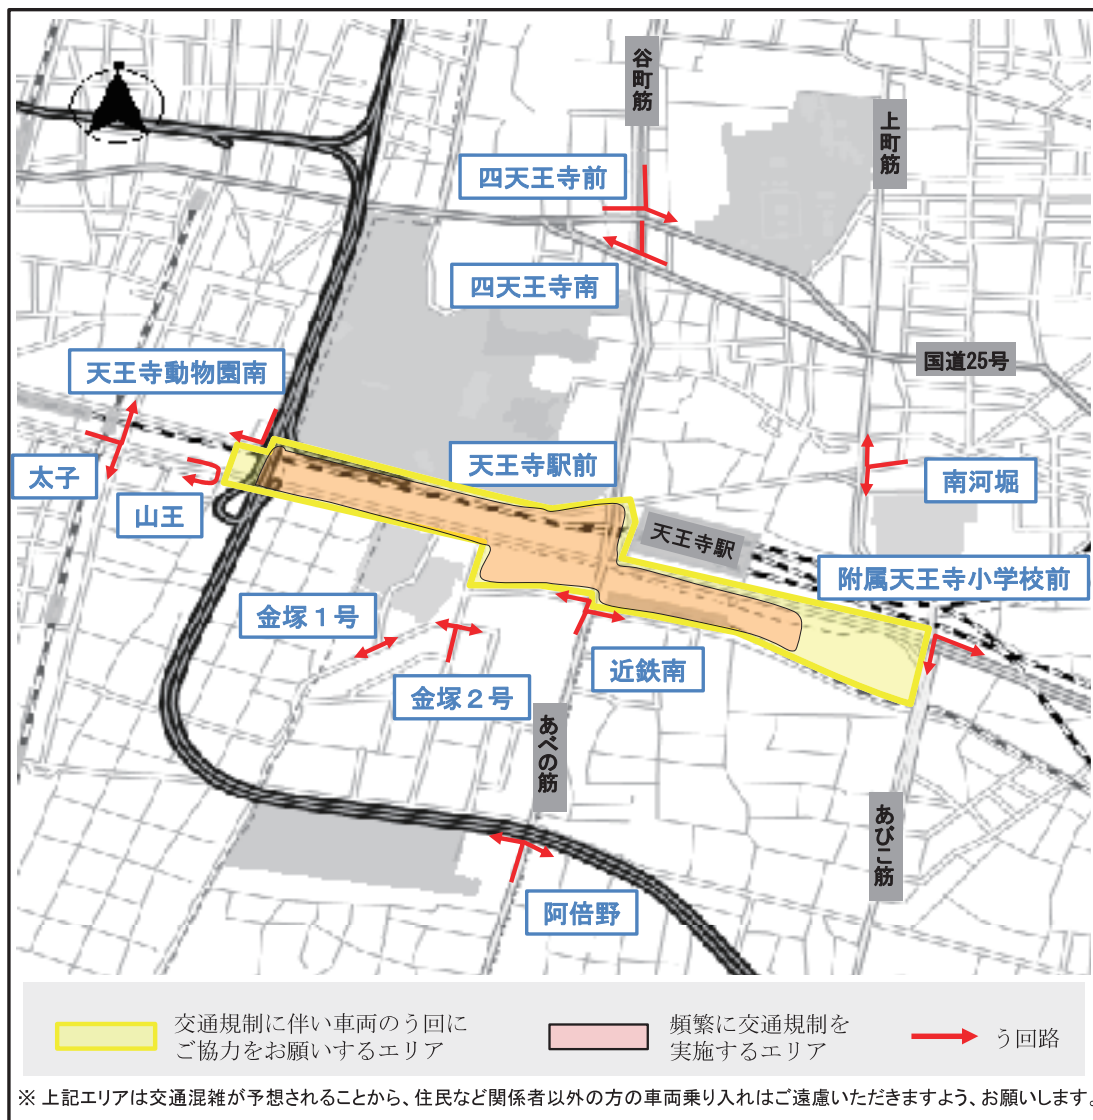 谷町筋
上町筋
四天王寺前
四天王寺南
国道25号
天王寺動物園南
天王寺駅前
太子
南河堀
山王
天王寺駅
附属天王寺小学校前
金塚1号
近鉄南
金塚2号
あべの筋
あびこ筋
阿倍野
交通規制に伴い車両のう回に
ご協力をお願いするエリア
頻繁に交通規制を
実施するエリア
う回路
※ 上記エリアは交通混雑が予想されることから、住民など関係者以外の方の車両乗り入れはご遠慮いただきますよう、お願いします。